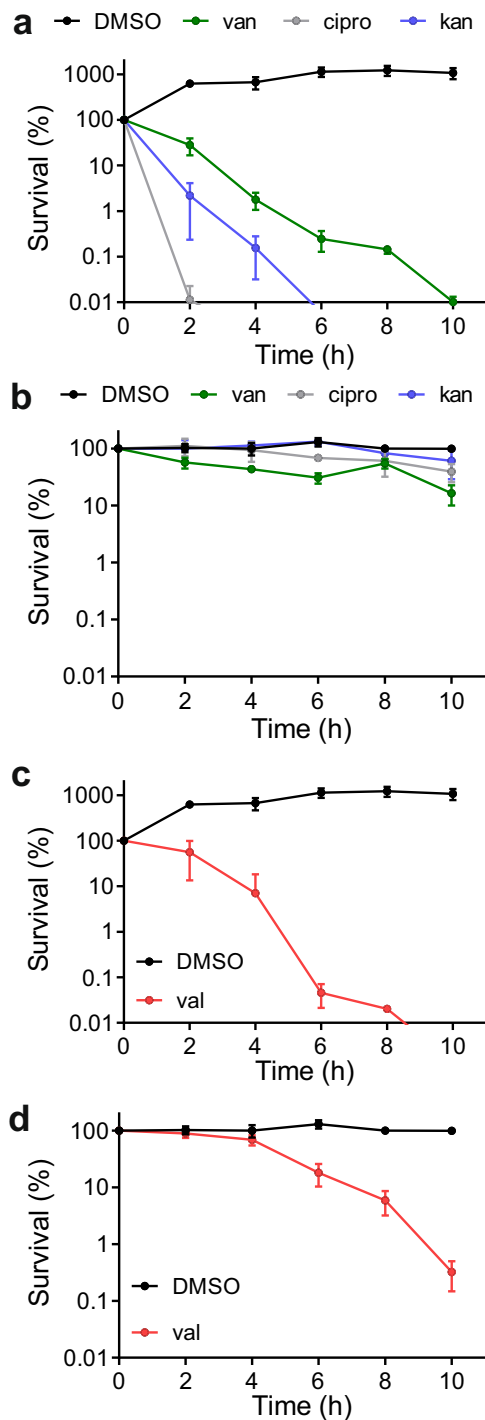 a
DMSO van cipro kan
Survival (%)
1000
100
10
1
0.1
0.01
0 2 4 6 8 10
Time (h)
b
DMSO van cipro kan
Survival (%)
100
10
1
0.1
0.01
0 2 4 6 8 10
Time (h)
c
Survival (%)
1000
100
10
1
0.1
0.01
DMSO
val
0 2 4 6 8 10
Time (h)
d
Survival (%)
100
10
1
0.1
0.01
DMSO
val
0 2 4 6 8 10
Time (h)